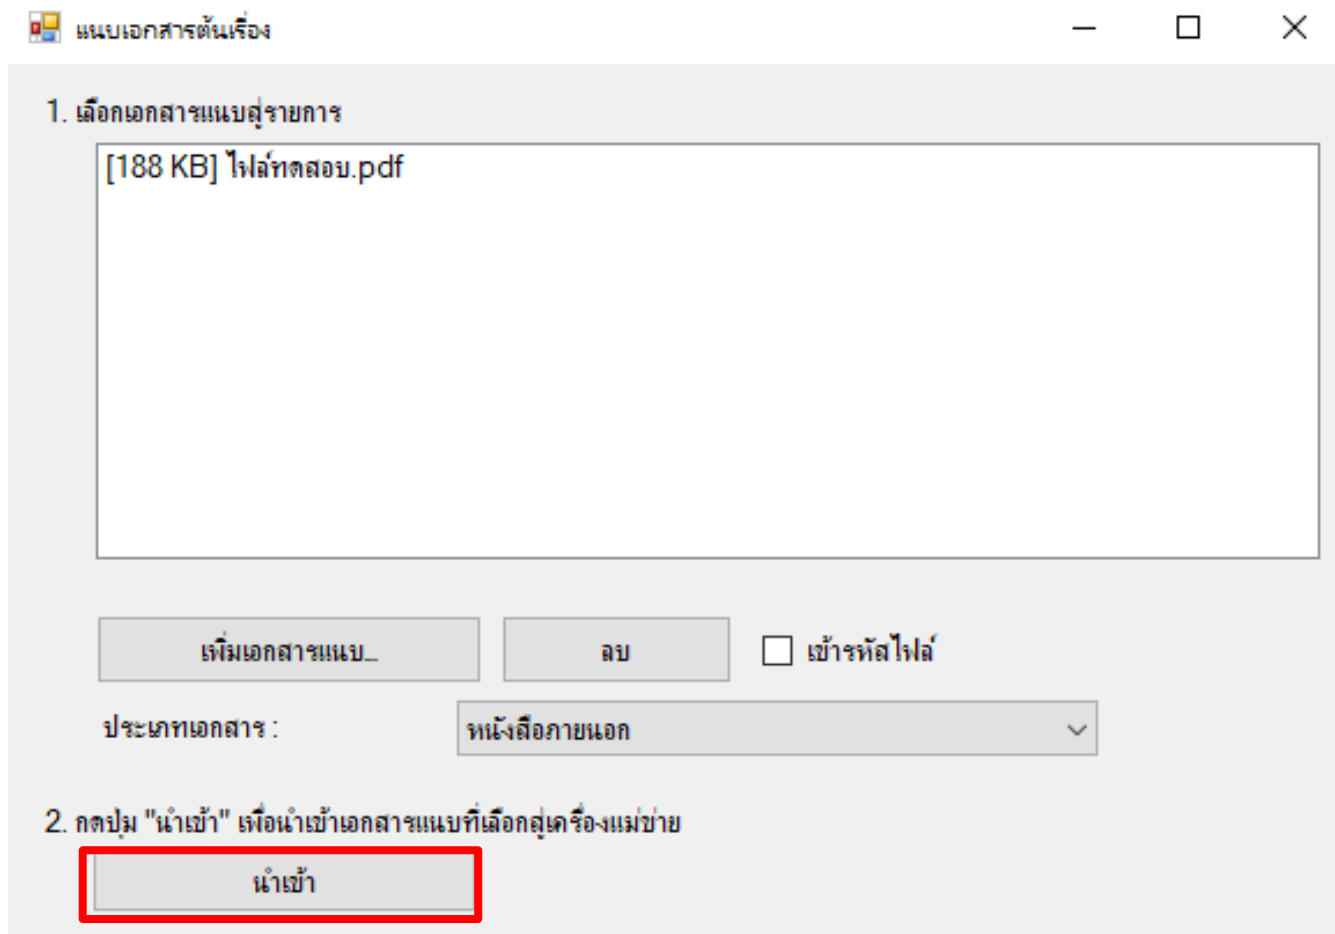 แนบเอกสารต้นเรื่อง
1. เลือกเอกสารแนบสู่รายการ
[188 KB] ไฟล์ทดสอบ.pdf
เพิ่มเอกสารแนบ...
ลบ
เข้ารหัสไฟล์
ประเภทเอกสาร :
หนังสือภายนอก
2. กดปุ่ม "นำเข้า" เพื่อนำเข้าเอกสารแนบที่เลือกสู่เครื่องแม่ข่าย
นำเข้า